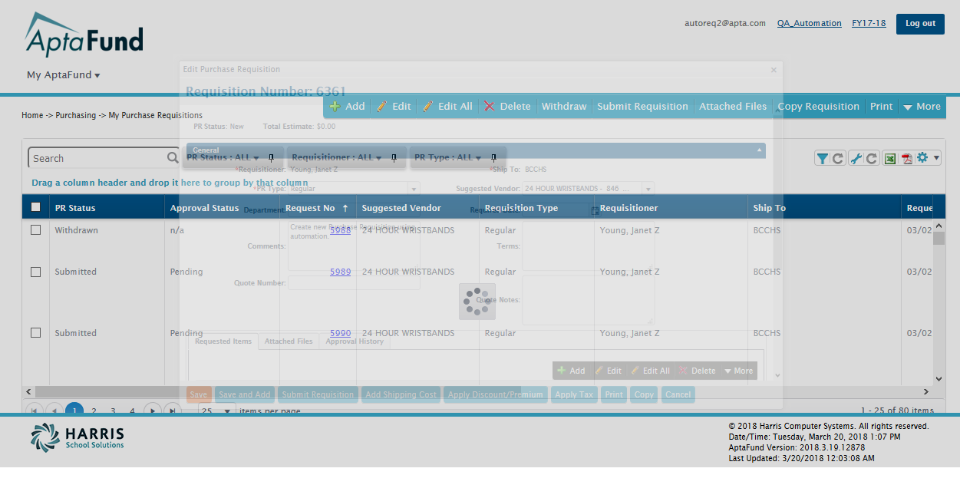 AptaFund
autoreq2@apta.com QA_Automation FY17-18 Log out
My AptaFund
Edit Purchase Requisition
Requisition Number: 6361
Add Edit Edit All Delete Withdraw Submit Requisition Attached Files Copy Requisition Print More
Home -> Purchasing -> My Purchase Requisitions
PR Status: New Total Estimate: $0.00
General
Search PR Status : ALL Requisitioner : ALL PR Type : ALL
*Requisitioner: Young, Janet Z *Ship To: BCCHS
Drag a column header and drop it here to group by that column
*PR Type: Regular Suggested Vendor: 24 HOUR WRISTBANDS - 846 ...
PR Status Approval Status Request No ↑ Suggested Vendor Requisition Type Requisitioner Ship To Reque
Department:
Withdrawn n/a 5988 24 HOUR WRISTBANDS Regular Young, Janet Z BCCHS 03/02
Create new Purchase
automation.
Comments: Terms:
Submitted Pending 5989 24 HOUR WRISTBANDS Regular Young, Janet Z BCCHS 03/02
Quote Number: Quote Notes:
Submitted Pending 5990 24 HOUR WRISTBANDS Regular Young, Janet Z BCCHS 03/02
Requested Items Attached Files Approval History
Add Edit Edit All Delete More
Save Save and Add Submit Requisition Add Shipping Cost Apply Discount/Premium Apply Tax Print Copy Cancel
1 2 3 4 25 items per page 1 - 25 of 80 items
HARRIS
School Solutions
© 2018 Harris Computer Systems. All rights reserved.
Date/Time: Tuesday, March 20, 2018 1:07 PM
AptaFund Version: 2018.3.19.12878
Last Updated: 3/20/2018 12:03:08 AM